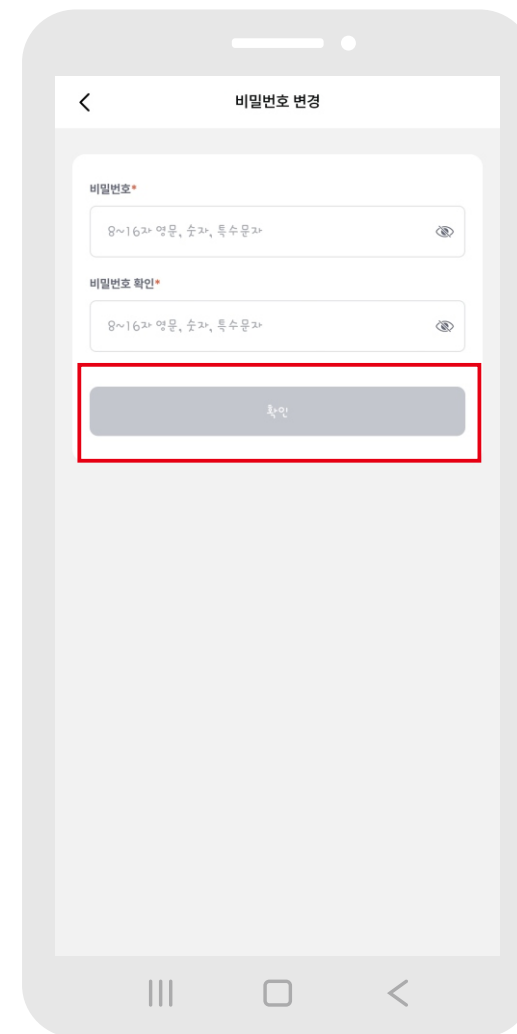 비밀번호 변경
비밀번호*
8~16자 영문, 숫자, 특수문자
비밀번호 확인*
8~16자 영문, 숫자, 특수문자
확인